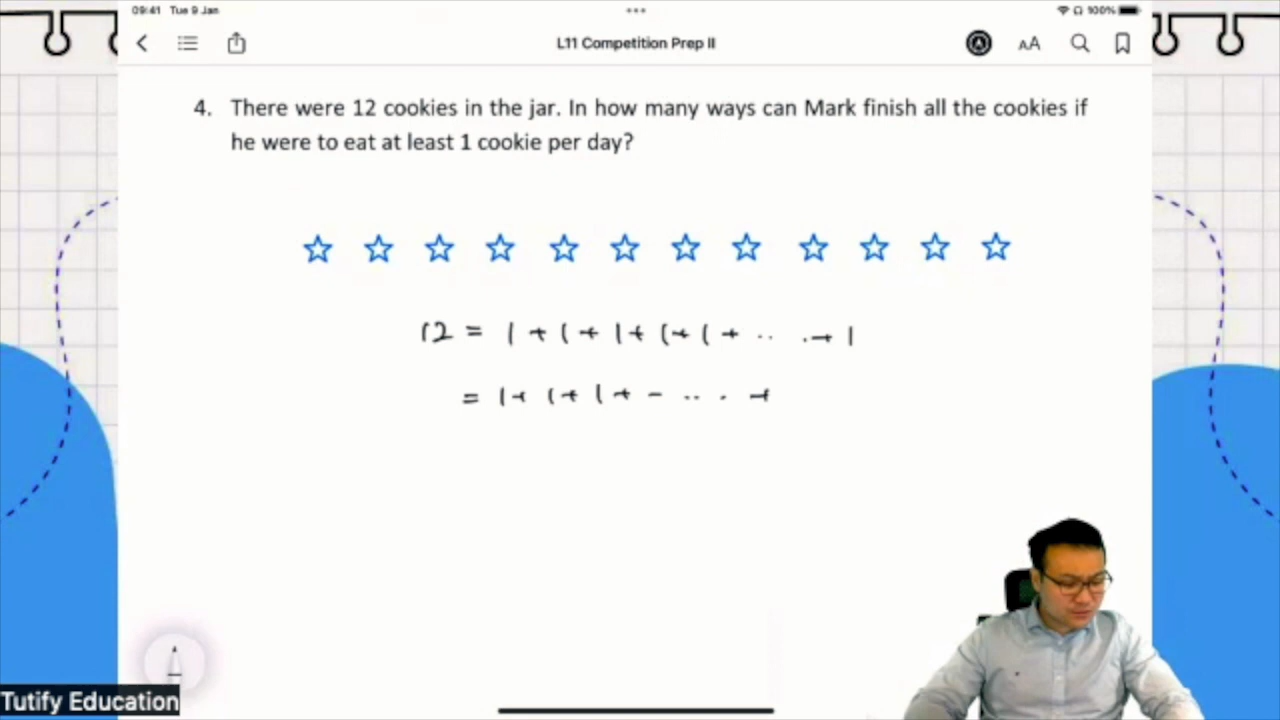 09:41 Tue 9 Jan
100%
L11 Competition Prep II
AA
4. There were 12 cookies in the jar. In how many ways can Mark finish all the cookies if
he were to eat at least 1 cookie per day?
12 = 1 + 1 + 1 + 1 + 1 + .. . + 1
= 1 + 1 + 1 + - .. . +
Tutify Education